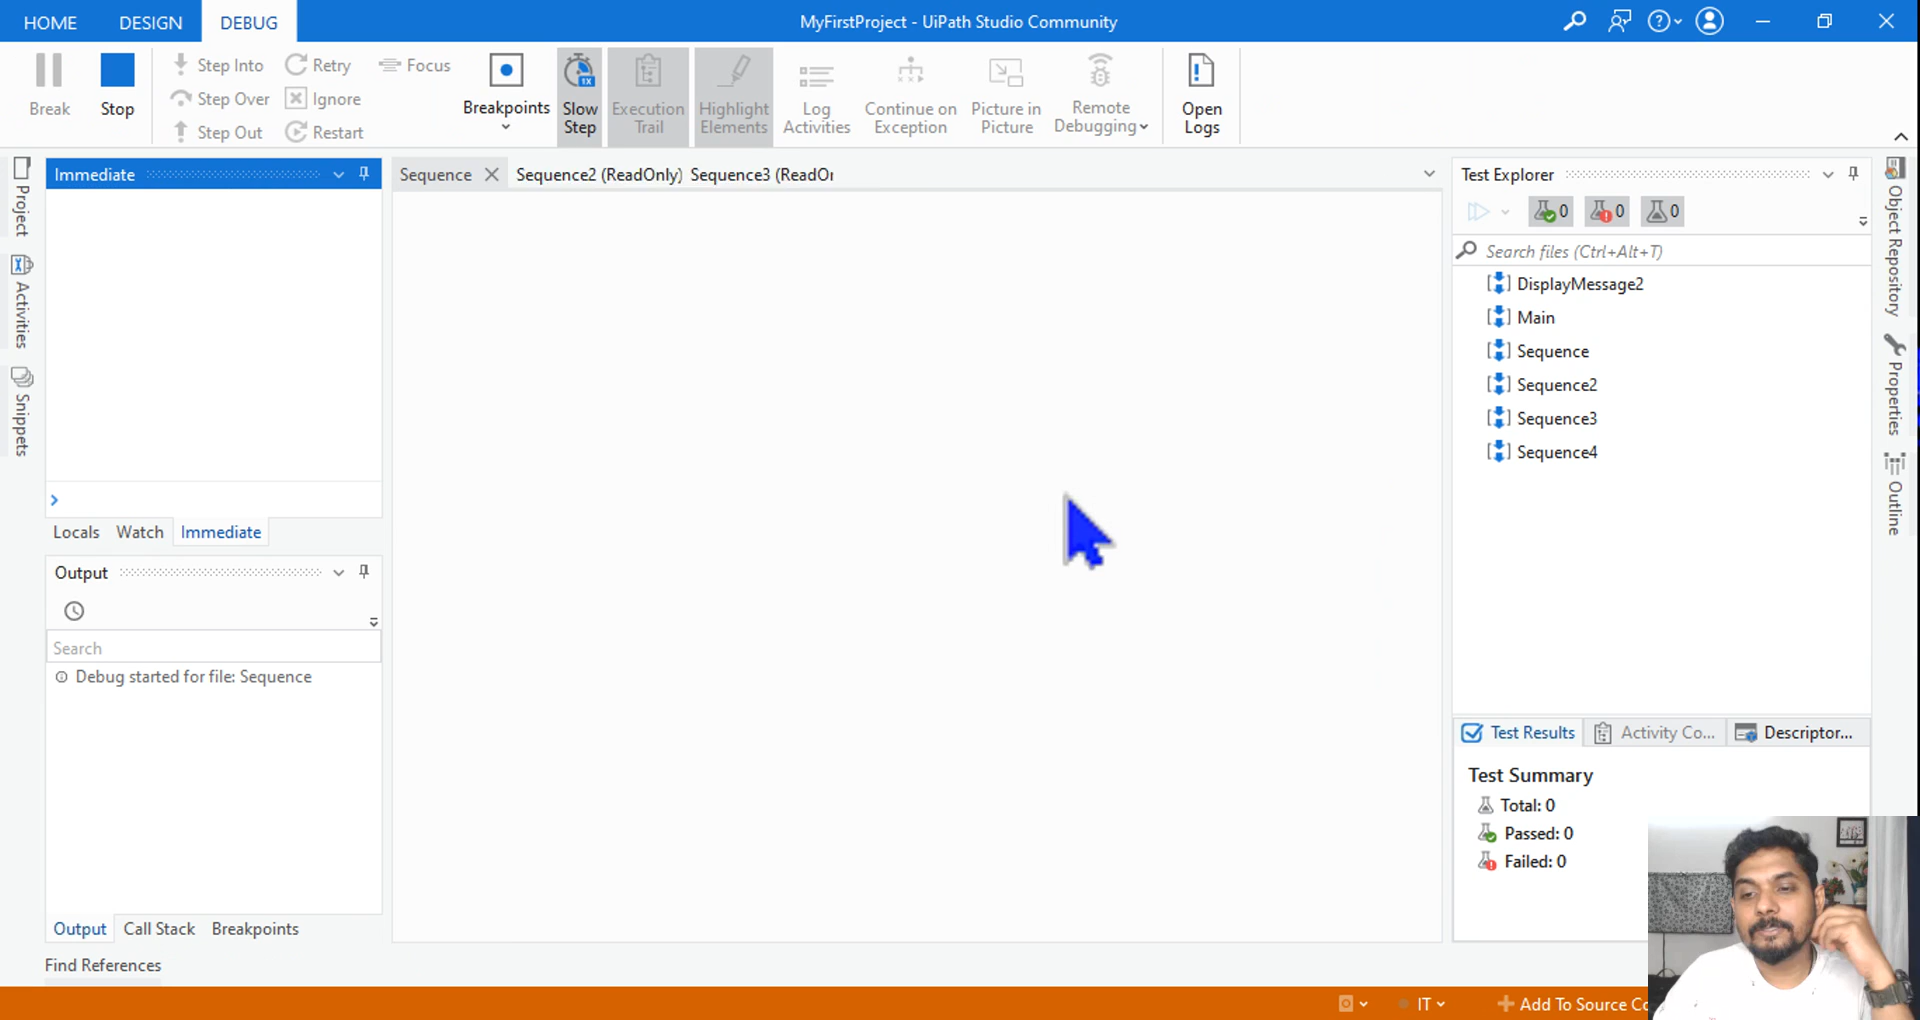 HOME DESIGN DEBUG MyFirstProject - UiPath Studio Community
Break Stop Step Into Step Over Step Out Retry Ignore Restart Focus Breakpoints Slow Step 1X Execution Trail Highlight Elements Log Activities Continue on Exception Picture in Picture Remote Debugging Open Logs
Project
Activities
Snippets
Immediate
Locals Watch Immediate
Output
Search
Debug started for file: Sequence
Output Call Stack Breakpoints
Find References
Sequence Sequence2 (ReadOnly) Sequence3 (ReadOr
Test Explorer
0 0 0
Search files (Ctrl+Alt+T)
DisplayMessage2
Main
Sequence
Sequence2
Sequence3
Sequence4
Test Results Activity Co... Descriptor...
Test Summary
Total: 0
Passed: 0
Failed: 0
Object Repository
Properties
Outline
IT Add To Source Co